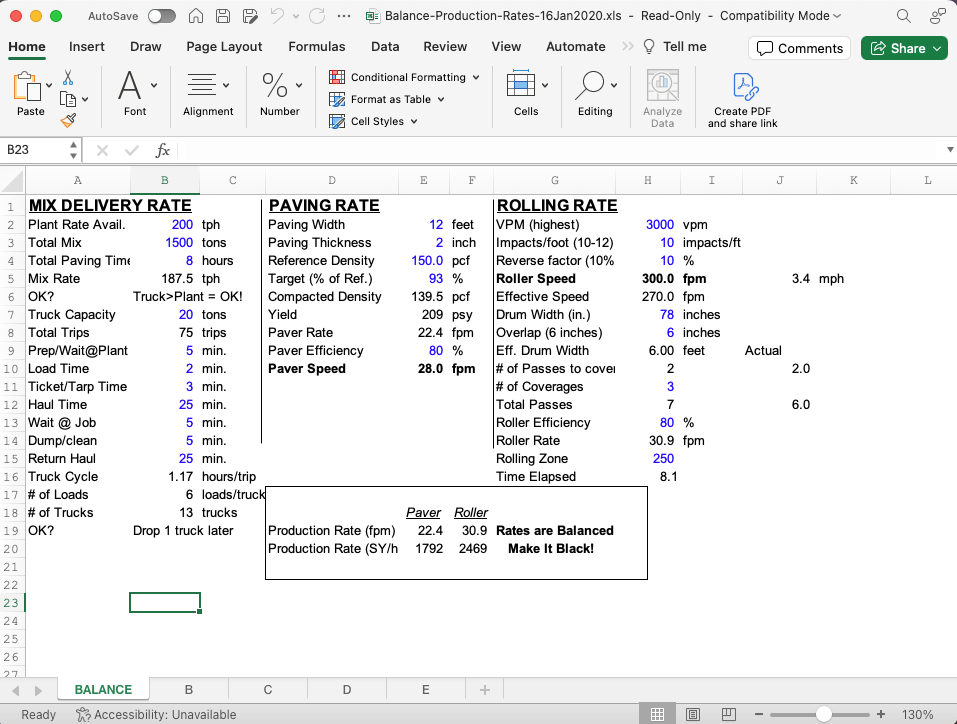 AutoSave Balance-Production-Rates-16Jan2020.xls - Read-Only - Compatibility Mode
Home Insert Draw Page Layout Formulas Data Review View Automate Tell me Comments Share
Paste Font Alignment Number Conditional Formatting Format as Table Cell Styles Cells Editing Analyze Data Create PDF and share link
B23 fx
A B C D E F G H I J K L
1 MIX DELIVERY RATE PAVING RATE ROLLING RATE
2 Plant Rate Avail. 200 tph Paving Width 12 feet VPM (highest) 3000 vpm
3 Total Mix 1500 tons Paving Thickness 2 inch Impacts/foot (10-12) 10 impacts/ft
4 Total Paving Time 8 hours Reference Density 150.0 pcf Reverse factor (10% 10 %
5 Mix Rate 187.5 tph Target (% of Ref.) 93 % Roller Speed 300.0 fpm 3.4 mph
6 OK? Truck>Plant = OK! Compacted Density 139.5 pcf Effective Speed 270.0 fpm
7 Truck Capacity 20 tons Yield 209 psy Drum Width (in.) 78 inches
8 Total Trips 75 trips Paver Rate 22.4 fpm Overlap (6 inches) 6 inches
9 Prep/Wait@Plant 5 min. Paver Efficiency 80 % Eff. Drum Width 6.00 feet Actual
10 Load Time 2 min. Paver Speed 28.0 fpm # of Passes to cover 2 2.0
11 Ticket/Tarp Time 3 min. # of Coverages 3
12 Haul Time 25 min. Total Passes 7 6.0
13 Wait @ Job 5 min. Roller Efficiency 80 %
14 Dump/clean 5 min. Roller Rate 30.9 fpm
15 Return Haul 25 min. Rolling Zone 250
16 Truck Cycle 1.17 hours/trip Time Elapsed 8.1
17 # of Loads 6 loads/truck
18 # of Trucks 13 trucks Paver Roller
19 OK? Drop 1 truck later Production Rate (fpm) 22.4 30.9 Rates are Balanced
20 Production Rate (SY/h 1792 2469 Make It Black!
21
22
23
24
25
26
27
BALANCE B C D E
Ready Accessibility: Unavailable 130%